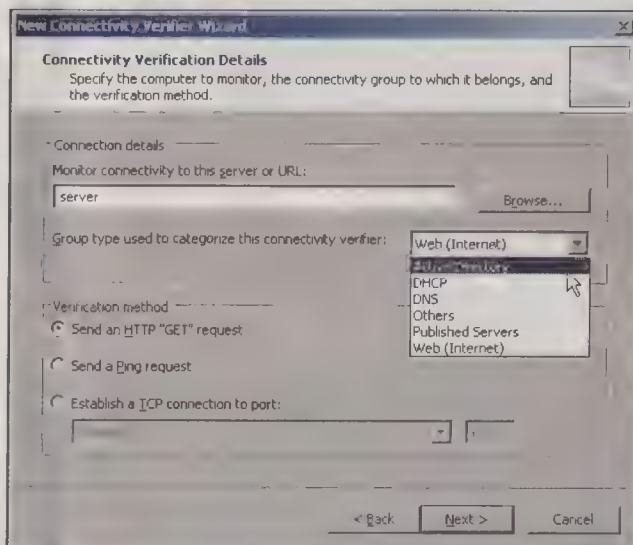 New Connectivity Verifier Wizard
Connectivity Verification Details
Specify the computer to monitor, the connectivity group to which it belongs, and
the verification method.
Connection details
Monitor connectivity to this server or URL:
server
Browse...
Group type used to categorize this connectivity verifier:
Web (Internet)
Active Directory
DHCP
DNS
Others
Published Servers
Web (Internet)
Verification method
Send an HTTP "GET" request
Send a Ping request
Establish a TCP connection to port:
< Back
Next >
Cancel